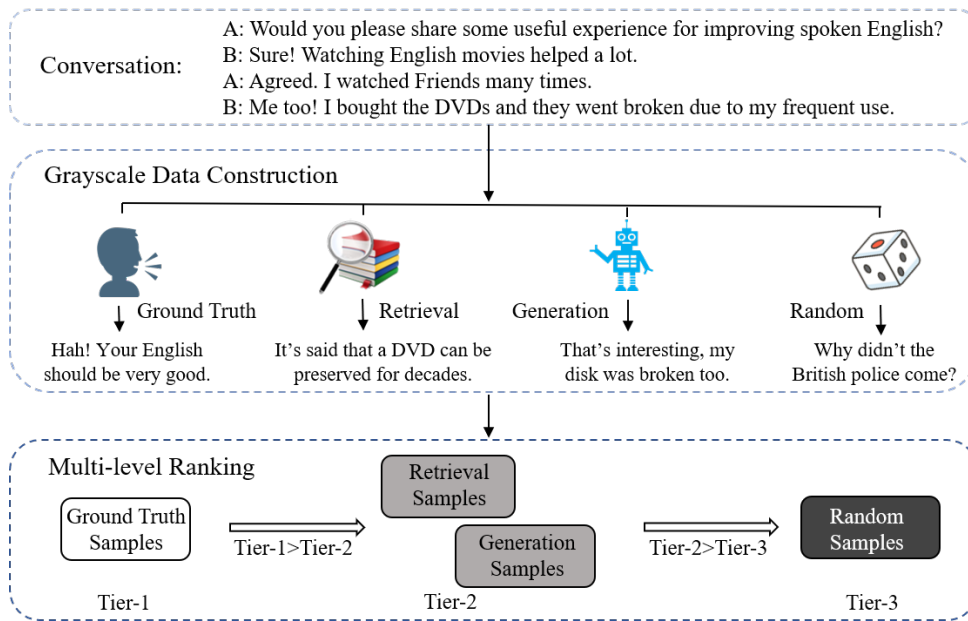 Conversation:
A: Would you please share some useful experience for improving spoken English?
B: Sure! Watching English movies helped a lot.
A: Agreed. I watched Friends many times.
B: Me too! I bought the DVDs and they went broken due to my frequent use.
Grayscale Data Construction
Ground Truth
Retrieval
Generation
Random
Hah! Your English
should be very good.
It's said that a DVD can be
preserved for decades.
That's interesting, my
disk was broken too.
Why didn't the
British police come?
Multi-level Ranking
Ground Truth
Samples
Tier-1>Tier-2
Retrieval
Samples
Generation
Samples
Tier-2>Tier-3
Random
Samples
Tier-1
Tier-2
Tier-3